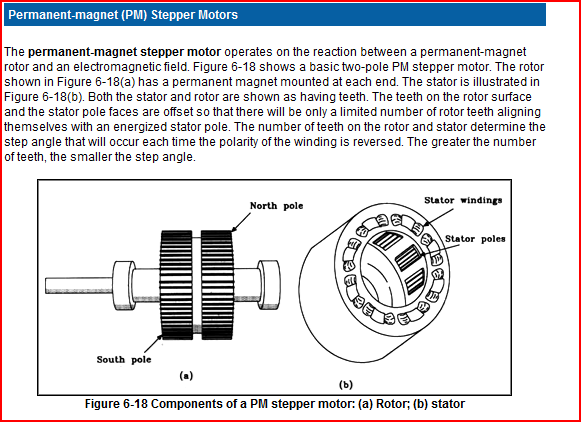 Permanent-magnet (PM) Stepper Motors
The permanent-magnet stepper motor operates on the reaction between a permanent-magnet
rotor and an electromagnetic field. Figure 6-18 shows a basic two-pole PM stepper motor. The rotor
shown in Figure 6-18(a) has a permanent magnet mounted at each end. The stator is illustrated in
Figure 6-18(b). Both the stator and rotor are shown as having teeth. The teeth on the rotor surface
and the stator pole faces are offset so that there will be only a limited number of rotor teeth aligning
themselves with an energized stator pole. The number of teeth on the rotor and stator determine the
step angle that will occur each time the polarity of the winding is reversed. The greater the number
of teeth, the smaller the step angle.
North pole
Stator windings
Stator poles
South pole
(a)
(b)
Figure 6-18 Components of a PM stepper motor: (a) Rotor; (b) stator